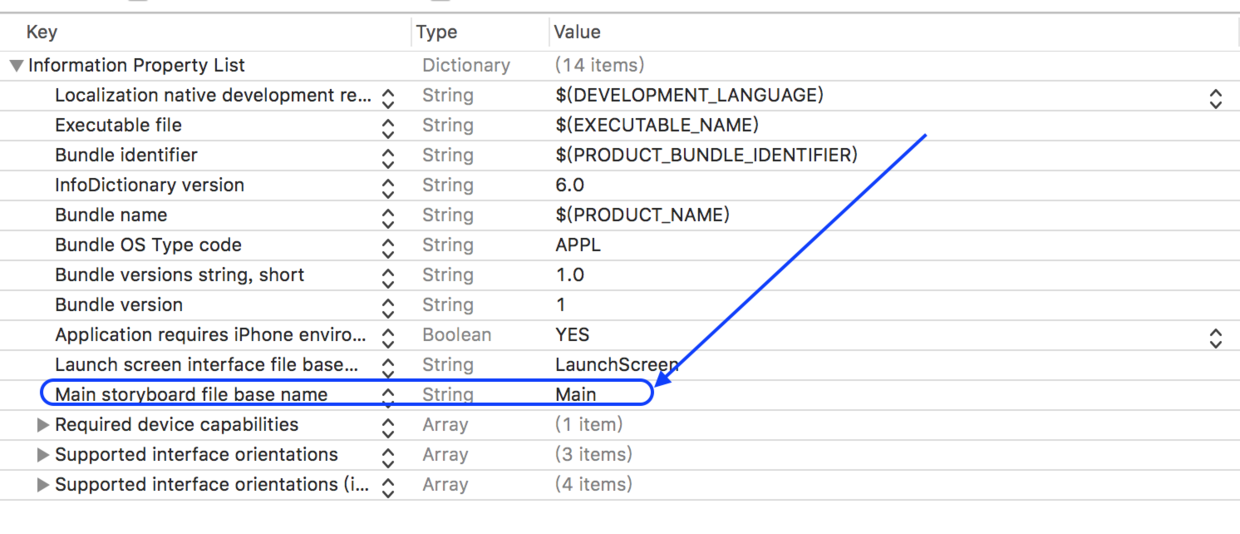 Key Type Value
Information Property List Dictionary (14 items)
Localization native development re... String $(DEVELOPMENT_LANGUAGE)
Executable file String $(EXECUTABLE_NAME)
Bundle identifier String $(PRODUCT_BUNDLE_IDENTIFIER)
InfoDictionary version String 6.0
Bundle name String $(PRODUCT_NAME)
Bundle OS Type code String APPL
Bundle versions string, short String 1.0
Bundle version String 1
Application requires iPhone enviro... Boolean YES
Launch screen interface file base... String LaunchScreen
Main storyboard file base name String Main
Required device capabilities Array (1 item)
Supported interface orientations Array (3 items)
Supported interface orientations (i... Array (4 items)